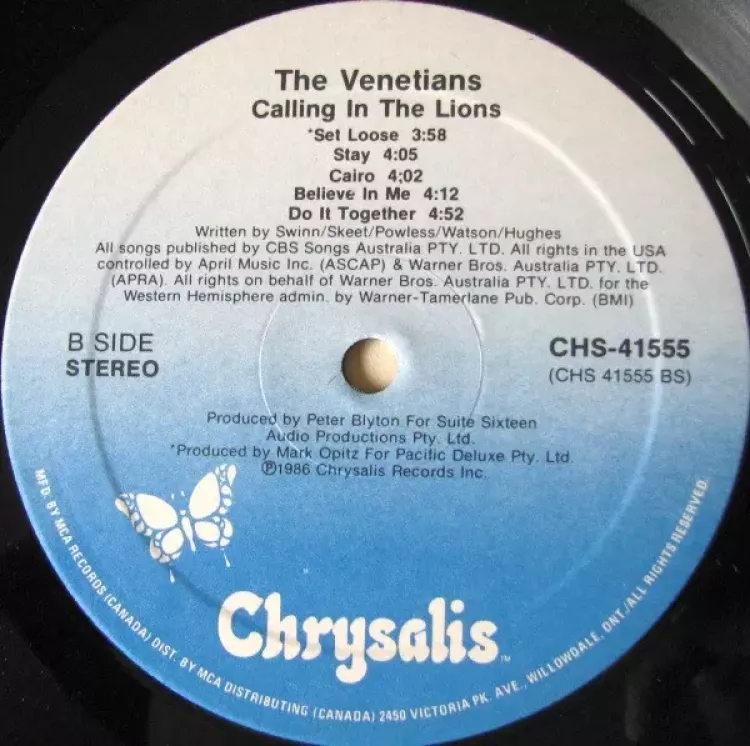 The Venetians
Calling In The Lions
*Set Loose 3:58
Stay 4:05
Cairo 4;02
Believe In Me 4:12
Do It Together 4:52
Written by Swinn/Skeet/Powless/Watson/Hughes
All songs published by CBS Songs Australia PTY. LTD. All rights in the USA
controlled by April Music Inc. (ASCAP) & Warner Bros. Australia PTY. LTD.
(APRA). All rights on behalf of Warner Bros. Australia PTY. LTD. for the
Western Hemisphere admin. by Warner-Tamerlane Pub. Corp. (BMI)
B SIDE
STEREO
CHS-41555
(CHS 41555 BS)
Produced by Peter Blyton For Suite Sixteen
Audio Productions Pty. Ltd.
*Produced by Mark Opitz For Pacific Deluxe Pty. Ltd.
℗1986 Chrysalis Records Inc.
Chrysalis™
MFD. BY MCA RECORDS (CANADA) DIST. BY MCA DISTRIBUTING (CANADA) 2450 VICTORIA PK. AVE., WILLOWDALE, ONT./ALL RIGHTS RESERVED.